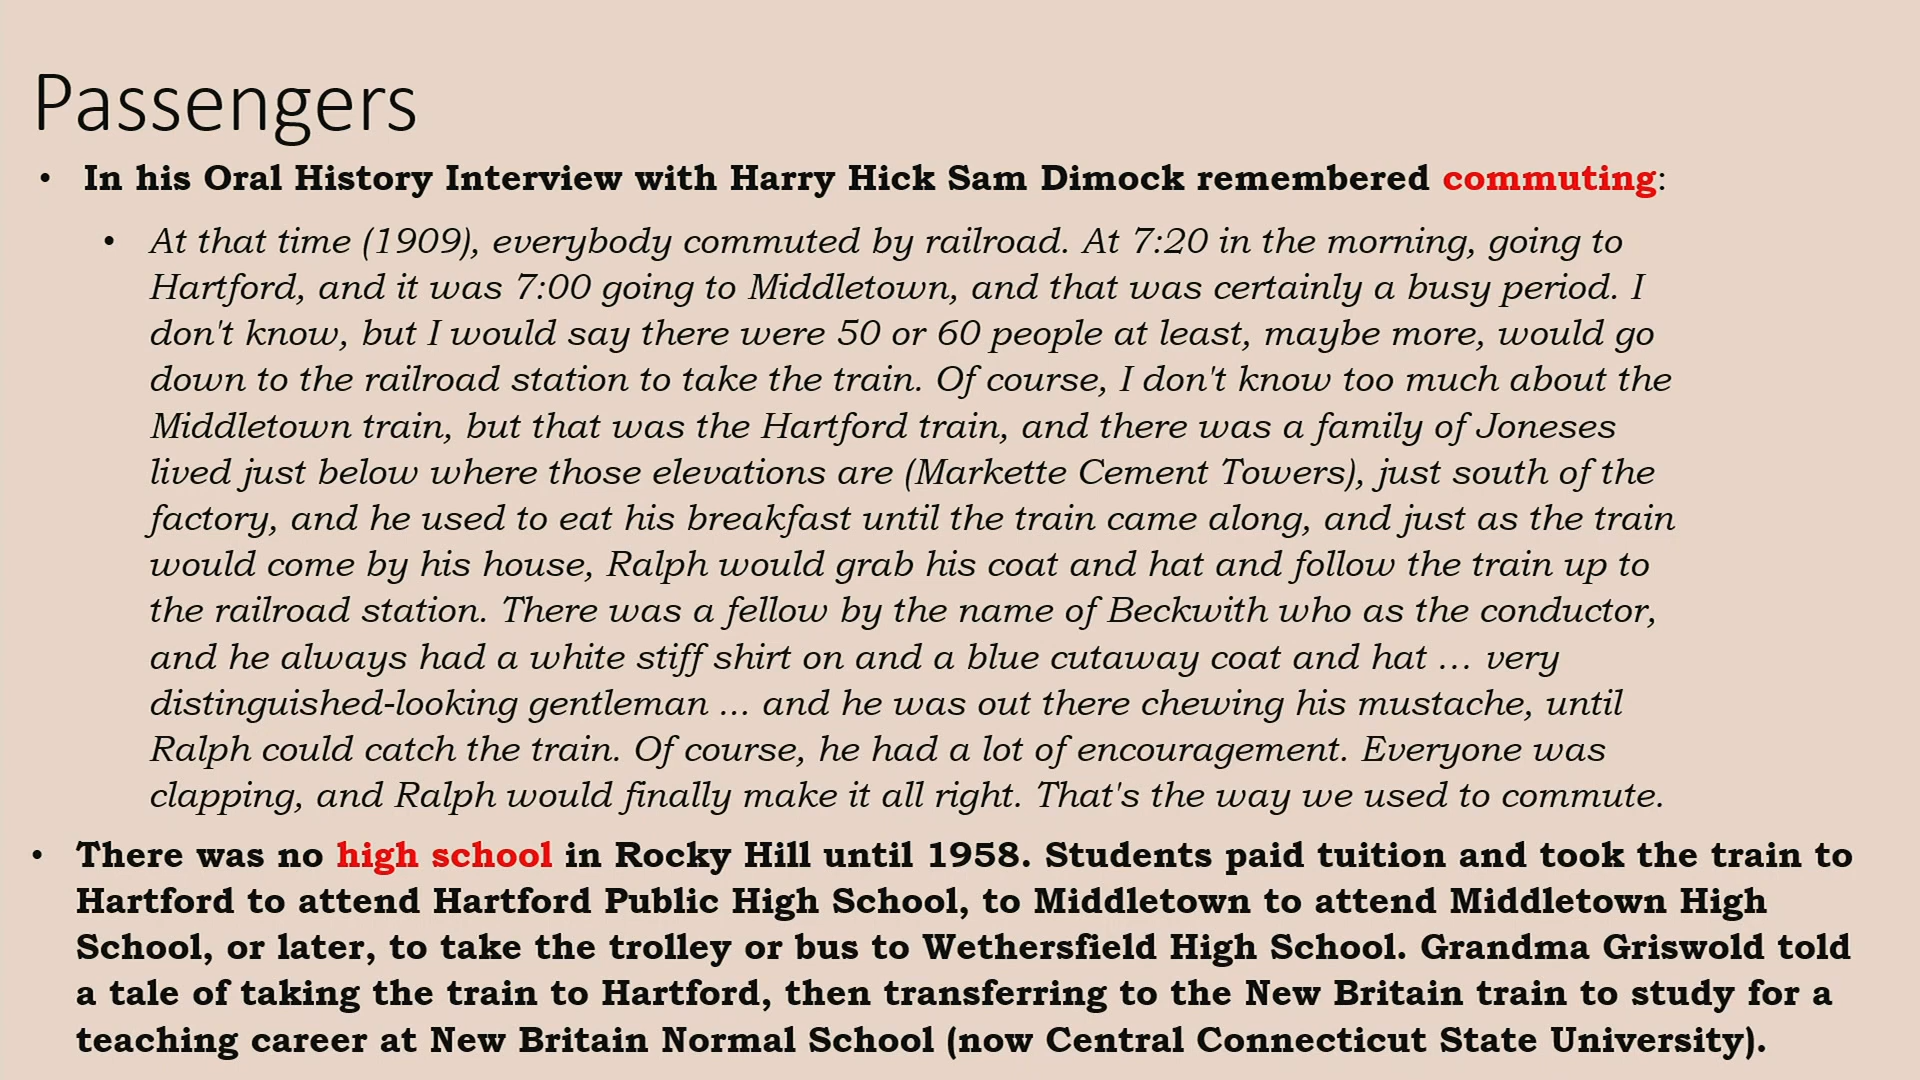 Passengers
• In his Oral History Interview with Harry Hick Sam Dimock remembered commuting:
• At that time (1909), everybody commuted by railroad. At 7:20 in the morning, going to
Hartford, and it was 7:00 going to Middletown, and that was certainly a busy period. I
don't know, but I would say there were 50 or 60 people at least, maybe more, would go
down to the railroad station to take the train. Of course, I don't know too much about the
Middletown train, but that was the Hartford train, and there was a family of Joneses
lived just below where those elevations are (Markette Cement Towers), just south of the
factory, and he used to eat his breakfast until the train came along, and just as the train
would come by his house, Ralph would grab his coat and hat and follow the train up to
the railroad station. There was a fellow by the name of Beckwith who as the conductor,
and he always had a white stiff shirt on and a blue cutaway coat and hat … very
distinguished-looking gentleman ... and he was out there chewing his mustache, until
Ralph could catch the train. Of course, he had a lot of encouragement. Everyone was
clapping, and Ralph would finally make it all right. That's the way we used to commute.
• There was no high school in Rocky Hill until 1958. Students paid tuition and took the train to
Hartford to attend Hartford Public High School, to Middletown to attend Middletown High
School, or later, to take the trolley or bus to Wethersfield High School. Grandma Griswold told
a tale of taking the train to Hartford, then transferring to the New Britain train to study for a
teaching career at New Britain Normal School (now Central Connecticut State University).